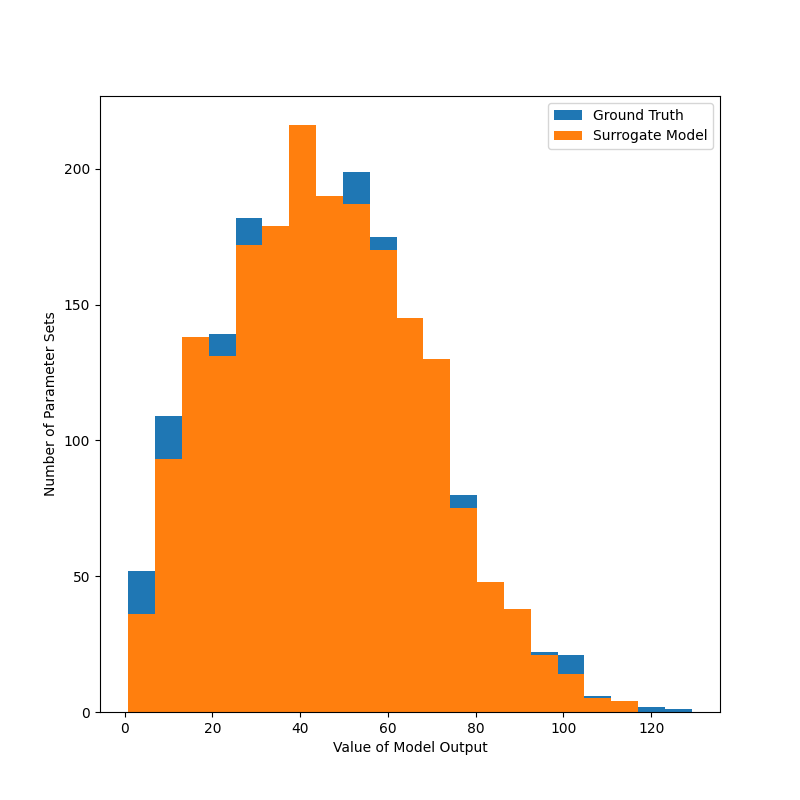 Ground Truth
Surrogate Model
Number of Parameter Sets
200
150
100
50
0
0 20 40 60 80 100 120
Value of Model Output